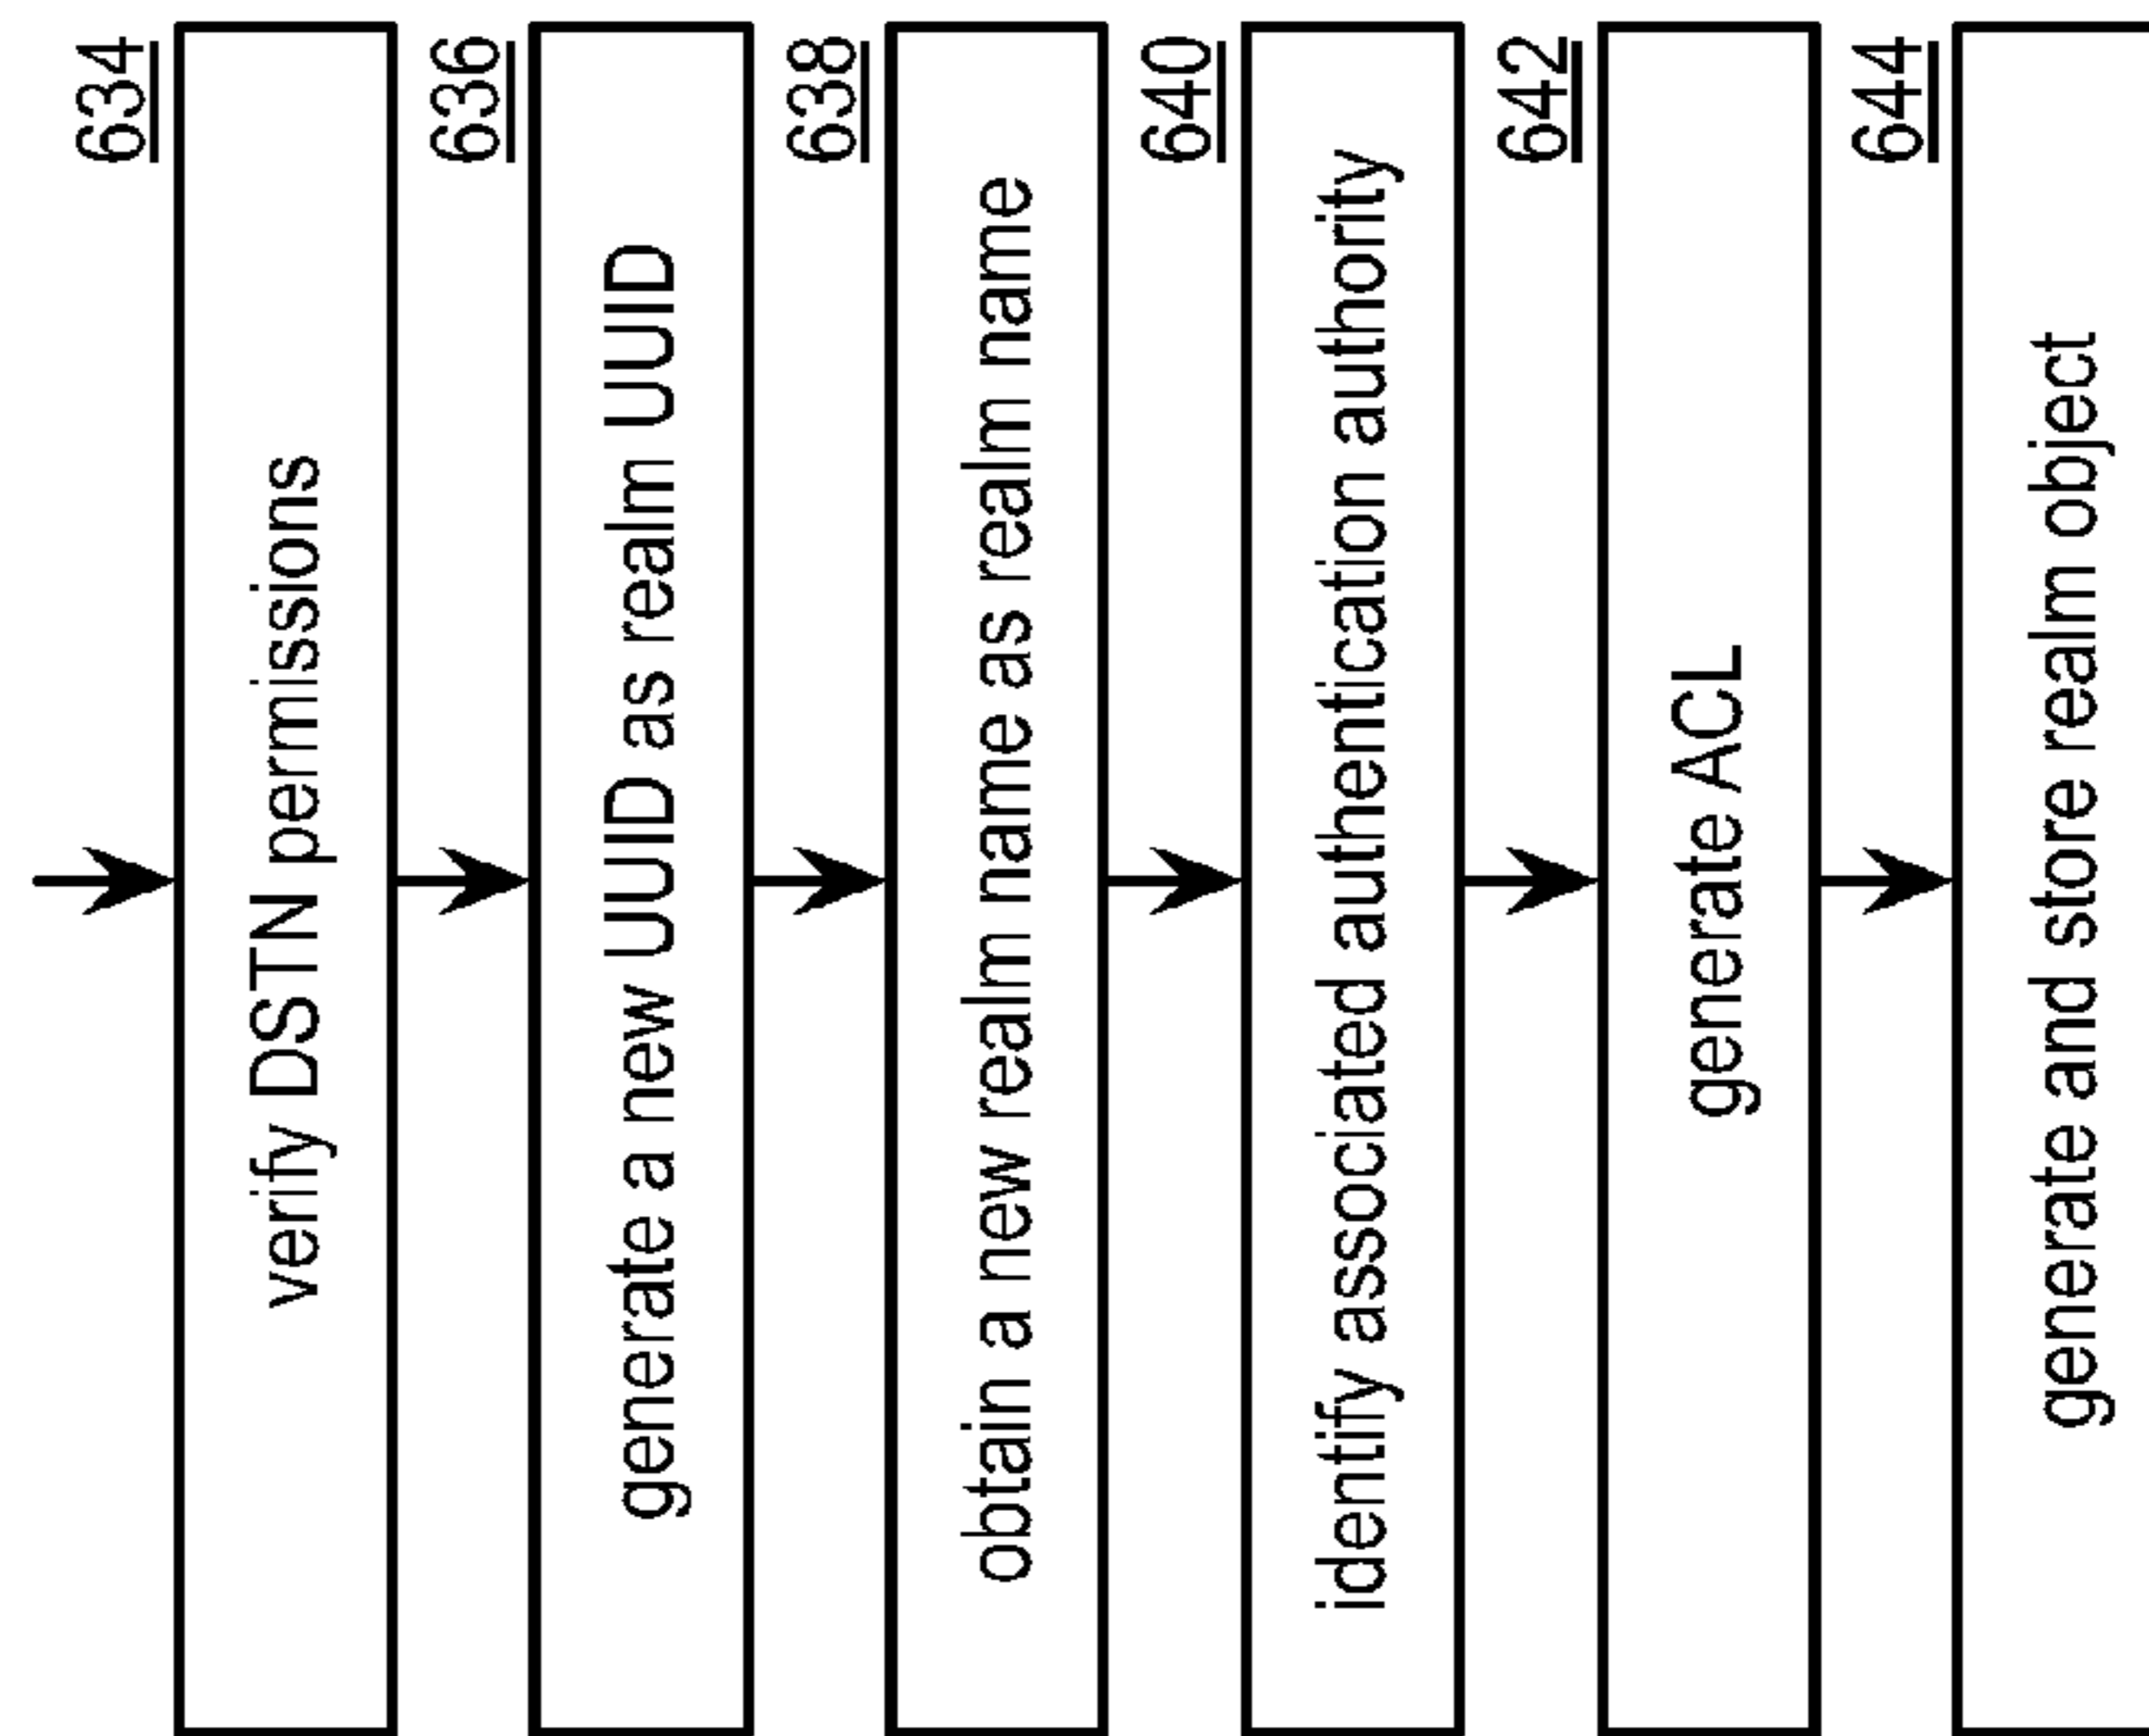 634
verify DSTN permissions
636
generate a new UUID as realm UUID
638
obtain a new realm name as realm name
640
identify associated authentication authority
642
generate ACL
644
generate and store realm object